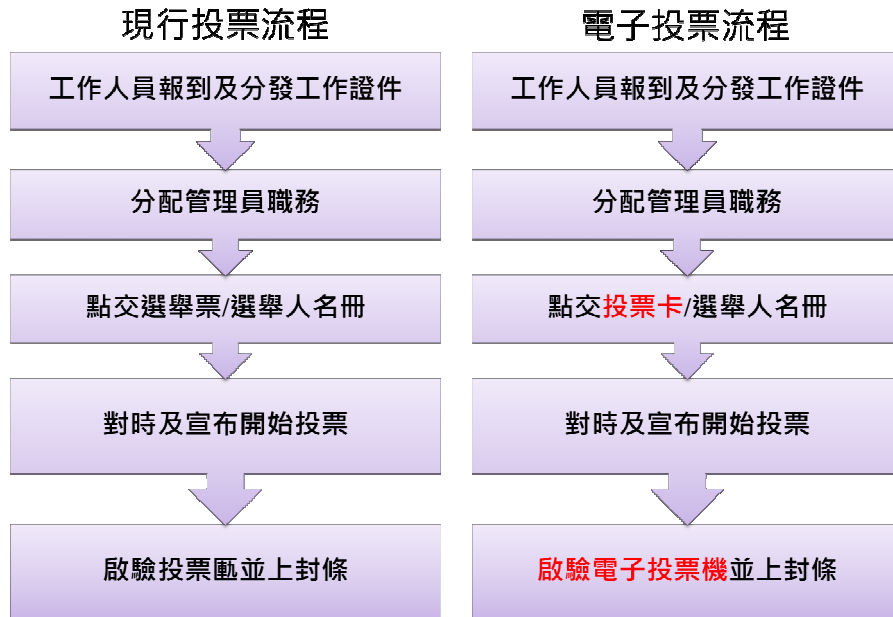 現行投票流程
工作人員報到及分發工作證件
分配管理員職務
點交選舉票/選舉人名冊
對時及宣布開始投票
啟驗投票匭並上封條
電子投票流程
工作人員報到及分發工作證件
分配管理員職務
點交投票卡/選舉人名冊
對時及宣布開始投票
啟驗電子投票機並上封條